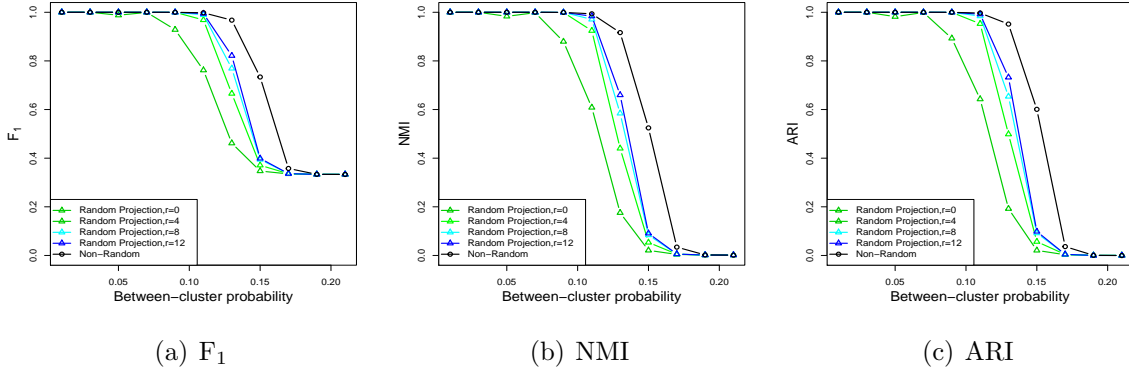 F1
1.0
0.8
0.6
0.4
0.2
0.0
Random Projection,r=0
Random Projection,r=4
Random Projection,r=8
Random Projection,r=12
Non-Random
0.05 0.10 0.15 0.20
Between-cluster probability
(a) F1
NMI
1.0
0.8
0.6
0.4
0.2
0.0
Random Projection,r=0
Random Projection,r=4
Random Projection,r=8
Random Projection,r=12
Non-Random
0.05 0.10 0.15 0.20
Between-cluster probability
(b) NMI
ARI
1.0
0.8
0.6
0.4
0.2
0.0
Random Projection,r=0
Random Projection,r=4
Random Projection,r=8
Random Projection,r=12
Non-Random
0.05 0.10 0.15 0.20
Between-cluster probability
(c) ARI